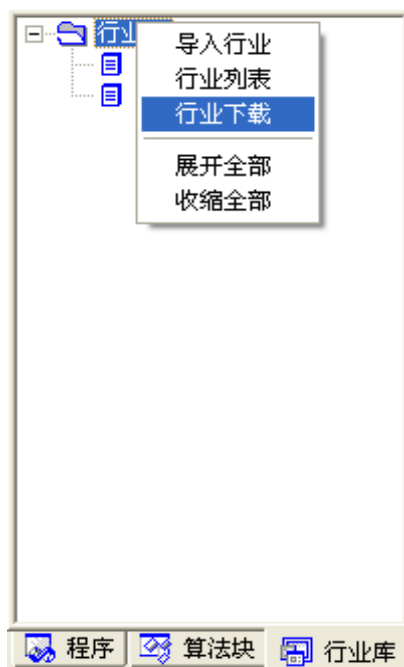 行业
导入行业
行业列表
行业下载
展开全部
收缩全部
程序 算法块 行业库